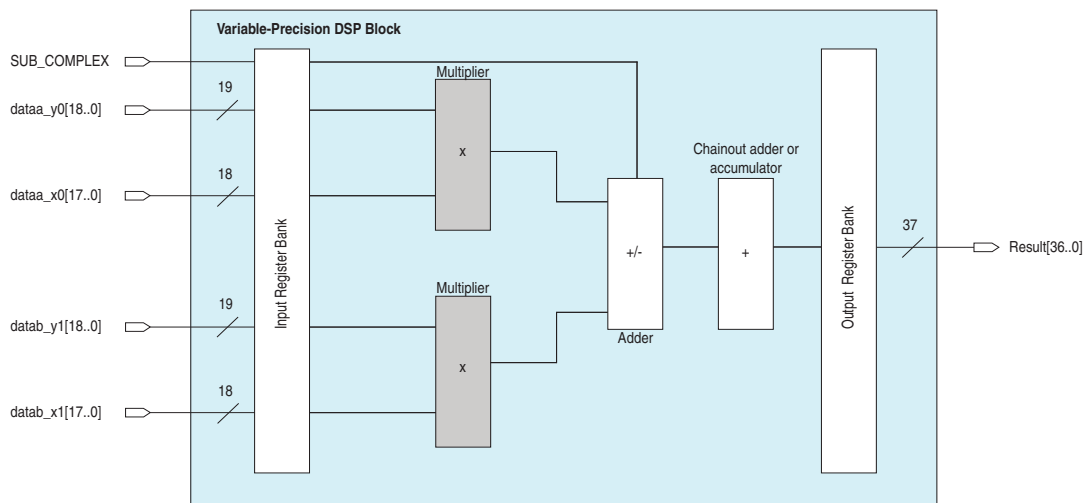 Variable-Precision DSP Block
SUB_COMPLEX
Multiplier
19
dataa_y0[18..0]
x
Chainout adder or
accumulator
18
dataa_x0[17..0]
Input Register Bank
+/-
+
Output Register Bank
37
Result[36..0]
Multiplier
19
datab_y1[18..0]
Adder
x
18
datab_x1[17..0]